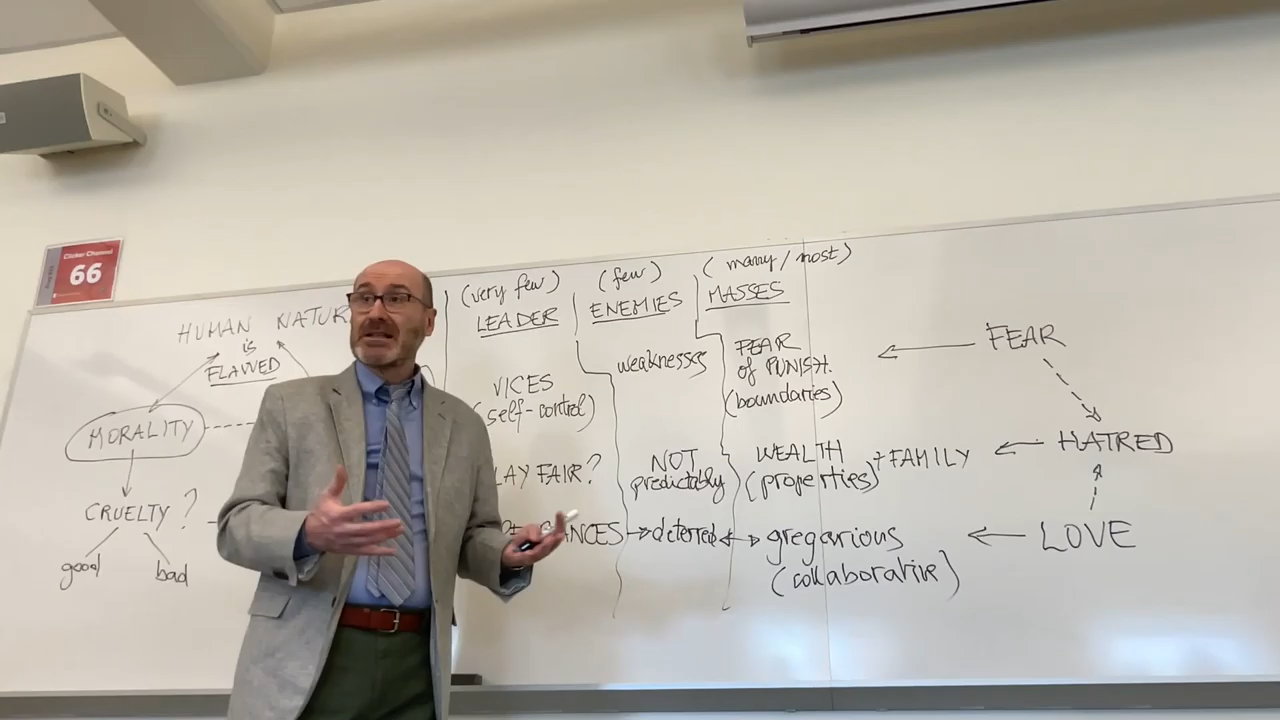 Clicker Channel
66
HUMAN NATUR
is
FLAWED
MORALITY
CRUELTY ?
good
bad
(very few)
LEADER
VICES
(self-control)
LAY FAIR?
ANCES
(few)
ENEMIES
weaknesses
NOT
predictably
deterred
(many/most)
MASSES
FEAR
of PUNISH.
(boundaries)
WEALTH
(properties)
+FAMILY
gregarious
(collaborative)
FEAR
HATRED
LOVE